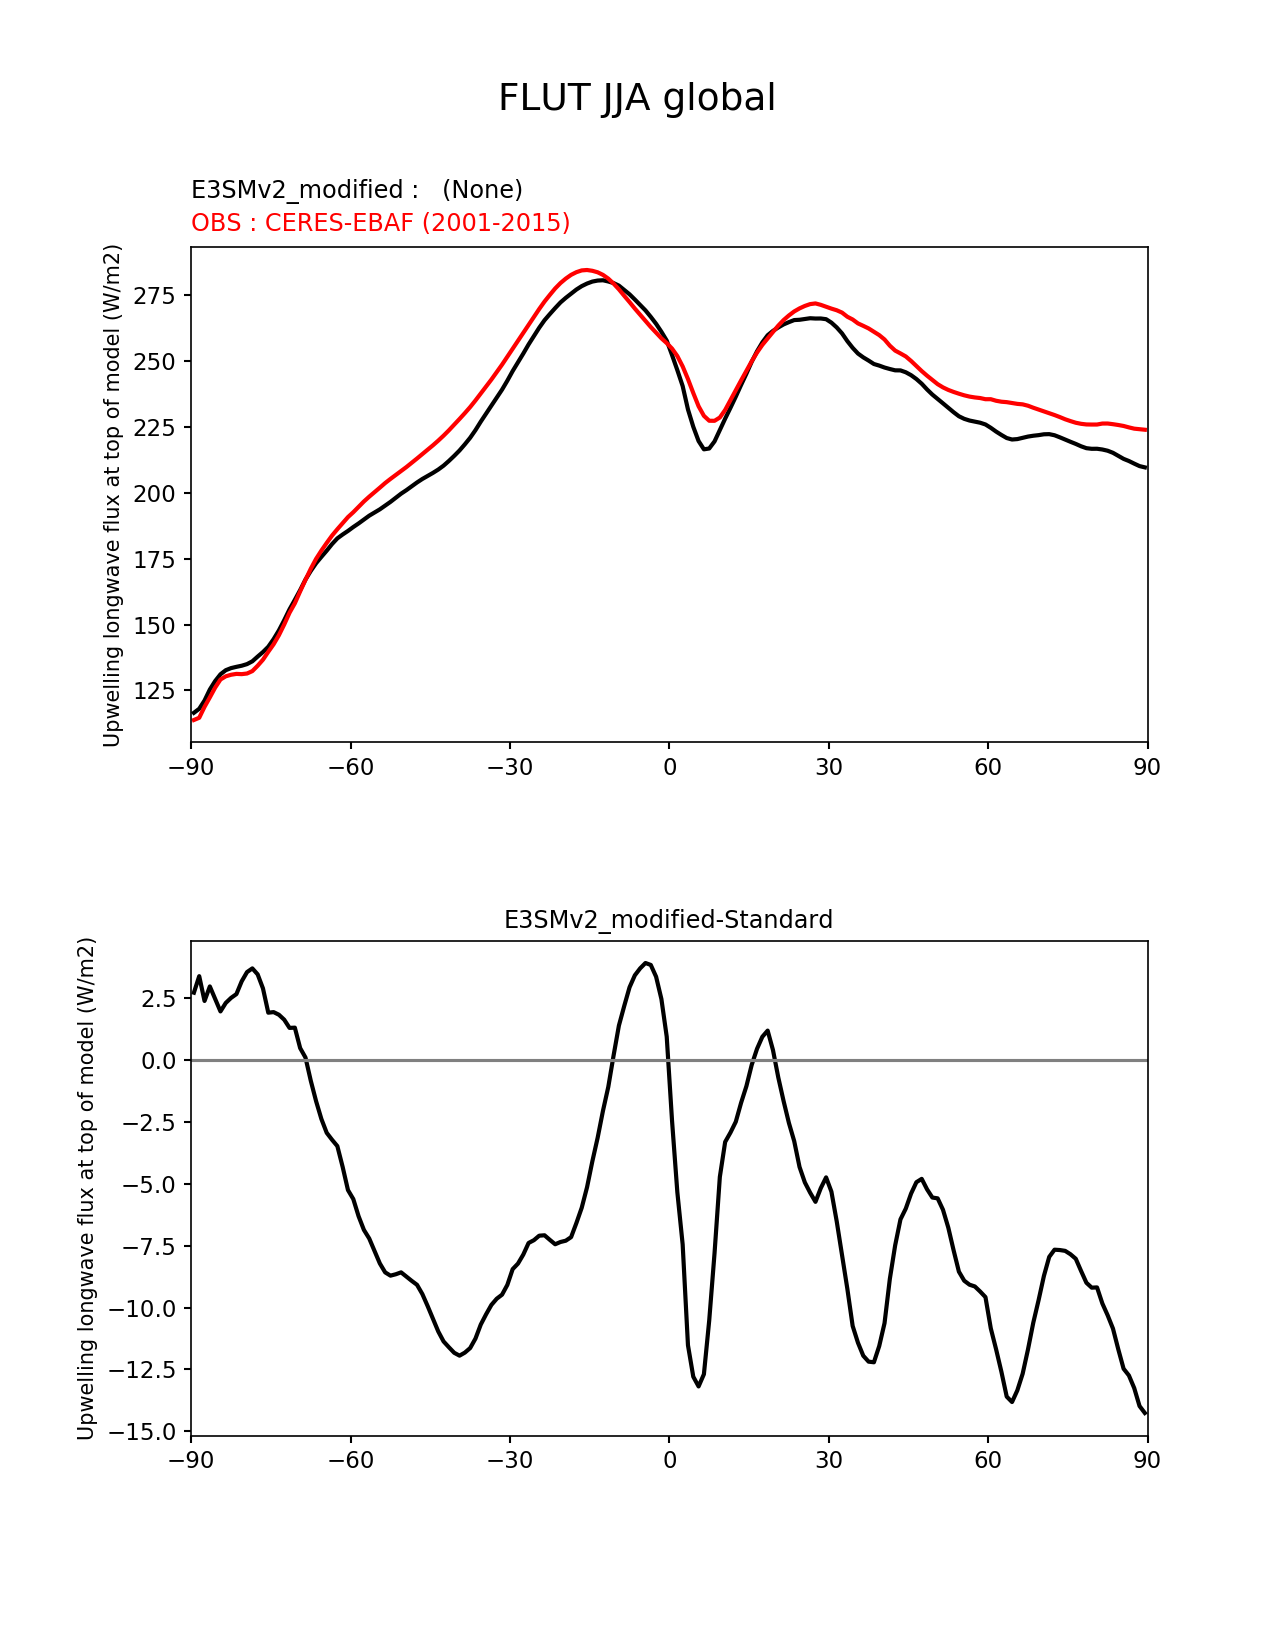 FLUT JJA global
E3SMv2_modified :   (None)
OBS : CERES-EBAF (2001-2015)
Upwelling longwave flux at top of model (W/m2)
275
250
225
200
175
150
125
−90 −60 −30 0 30 60 90
E3SMv2_modified-Standard
Upwelling longwave flux at top of model (W/m2)
2.5
0.0
−2.5
−5.0
−7.5
−10.0
−12.5
−15.0
−90 −60 −30 0 30 60 90